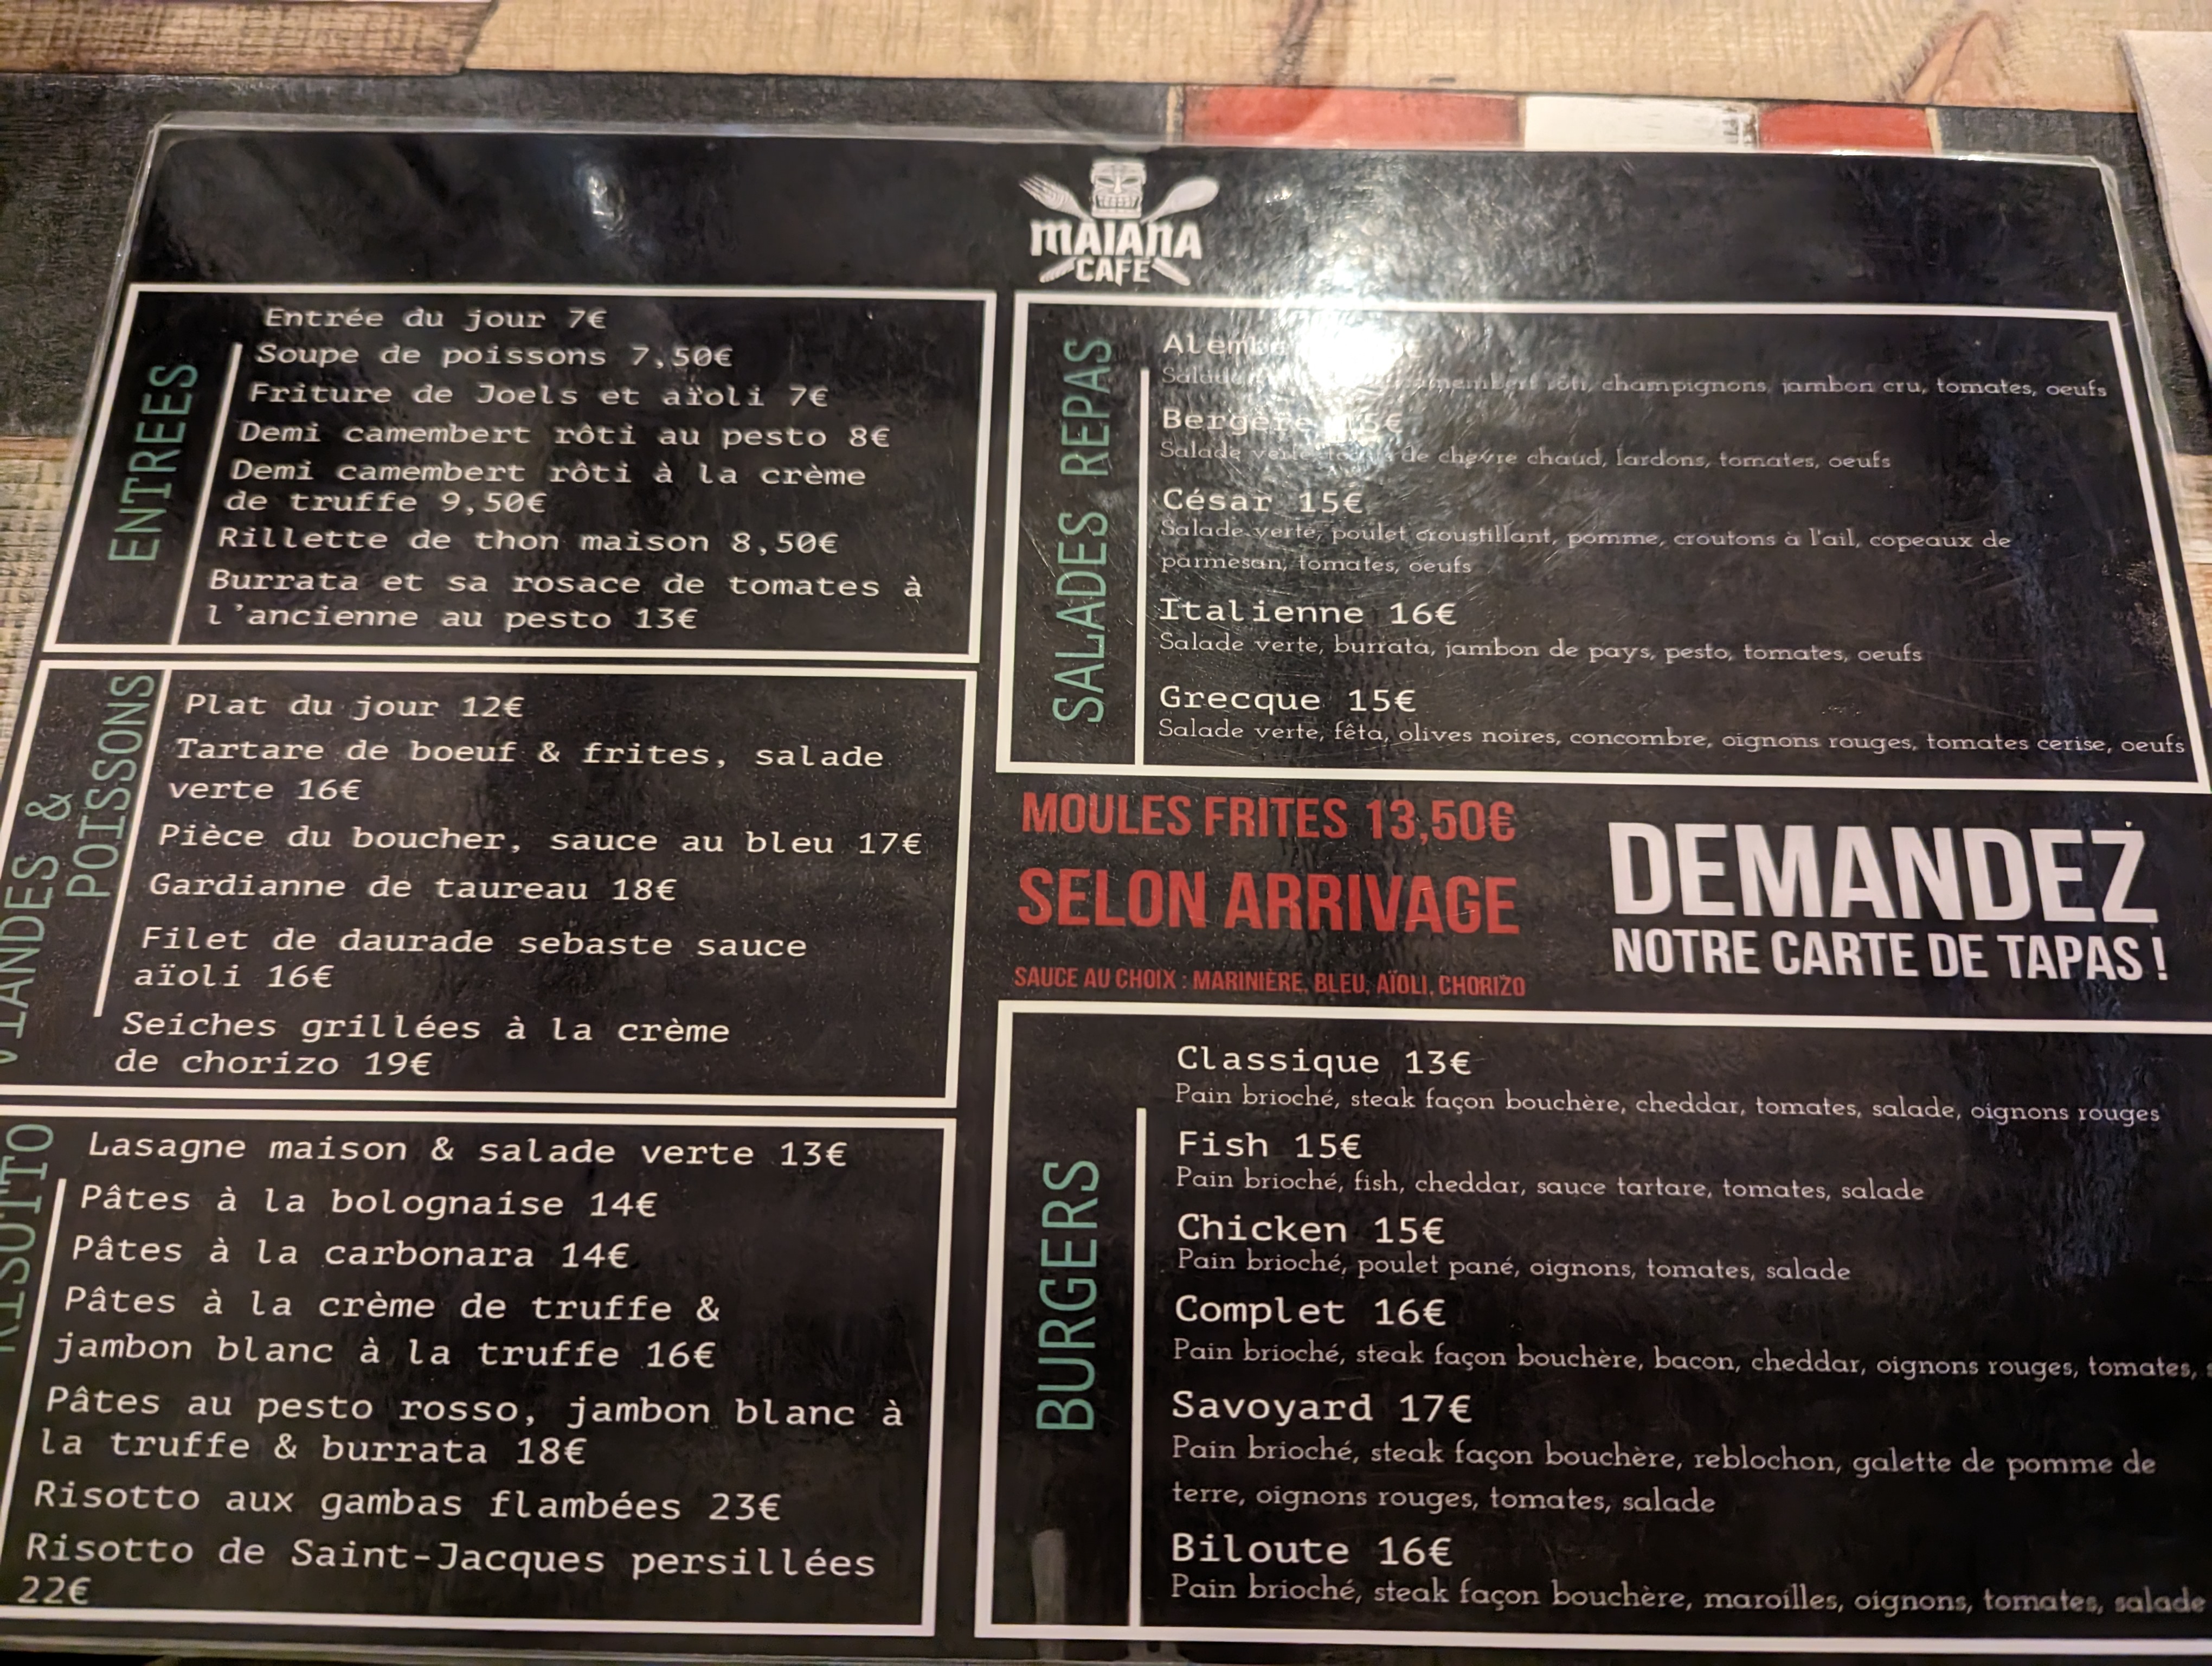 MAIANA
CAFE
ENTREES
Entrée du jour 7€
Soupe de poissons 7,50€
Friture de Joels et aïoli 7€
Demi camembert rôti au pesto 8€
Demi camembert rôti à la crème
de truffe 9,50€
Rillette de thon maison 8,50€
Burrata et sa rosace de tomates à
l'ancienne au pesto 13€
VIANDES &
POISSONS
Plat du jour 12€
Tartare de boeuf & frites, salade
verte 16€
Pièce du boucher, sauce au bleu 17€
Gardianne de taureau 18€
Filet de daurade sebaste sauce
aïoli 16€
Seiches grillées à la crème
de chorizo 19€
RISOTTO
Lasagne maison & salade verte 13€
Pâtes à la bolognaise 14€
Pâtes à la carbonara 14€
Pâtes à la crème de truffe &
jambon blanc à la truffe 16€
Pâtes au pesto rosso, jambon blanc à
la truffe & burrata 18€
Risotto aux gambas flambées 23€
Risotto de Saint-Jacques persillées
22€
SALADES REPAS
Salade camembert rôti, champignons, jambon cru, tomates, oeufs
Bergère
Salade verte, de chèvre chaud, lardons, tomates, oeufs
César 15€
Salade verte, poulet croustillant, pomme, croutons à l'ail, copeaux de
parmesan, tomates, oeufs
Italienne 16€
Salade verte, burrata, jambon de pays, pesto, tomates, oeufs
Grecque 15€
Salade verte, fêta, olives noires, concombre, oignons rouges, tomates cerise, oeufs
MOULES FRITES 13,50€
SELON ARRIVAGE
SAUCE AU CHOIX : MARINIÈRE, BLEU, AÏOLI, CHORIZO
DEMANDEZ
NOTRE CARTE DE TAPAS !
BURGERS
Classique 13€
Pain brioché, steak façon bouchère, cheddar, tomates, salade, oignons rouges
Fish 15€
Pain brioché, fish, cheddar, sauce tartare, tomates, salade
Chicken 15€
Pain brioché, poulet pané, oignons, tomates, salade
Complet 16€
Pain brioché, steak façon bouchère, bacon, cheddar, oignons rouges, tomates,
Savoyard 17€
Pain brioché, steak façon bouchère, reblochon, galette de pomme de
terre, oignons rouges, tomates, salade
Biloute 16€
Pain brioché, steak façon bouchère, maroilles, oignons, tomates, salade